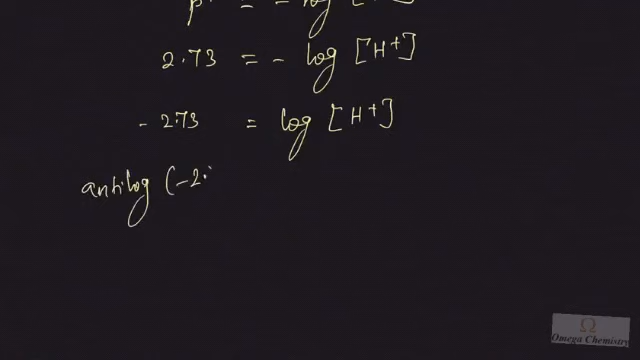 2.73 = - log [H+]
- 2.73 = log [H+]
antilog (-2.
Ω
Omega Chemistry